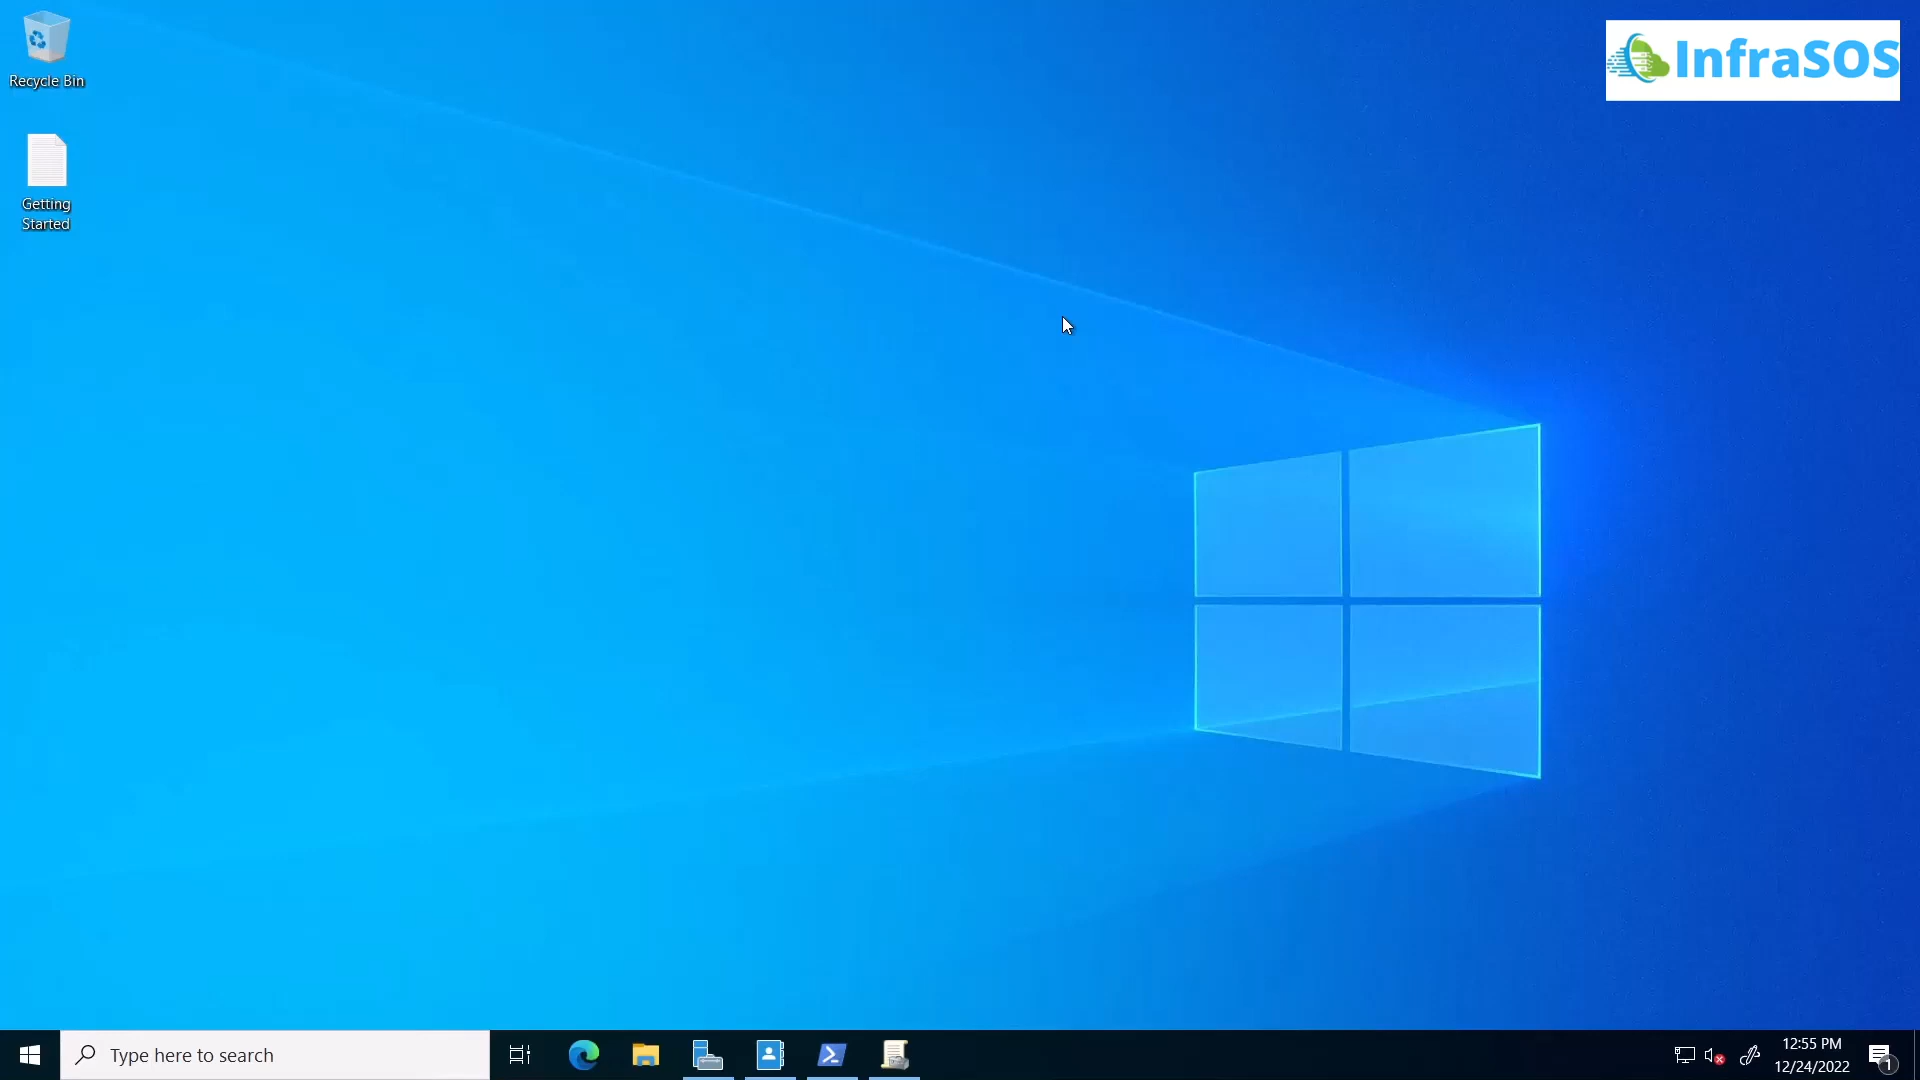 Recycle Bin
InfraSOS
Getting
Started
Type here to search
12:55 PM
12/24/2022
1